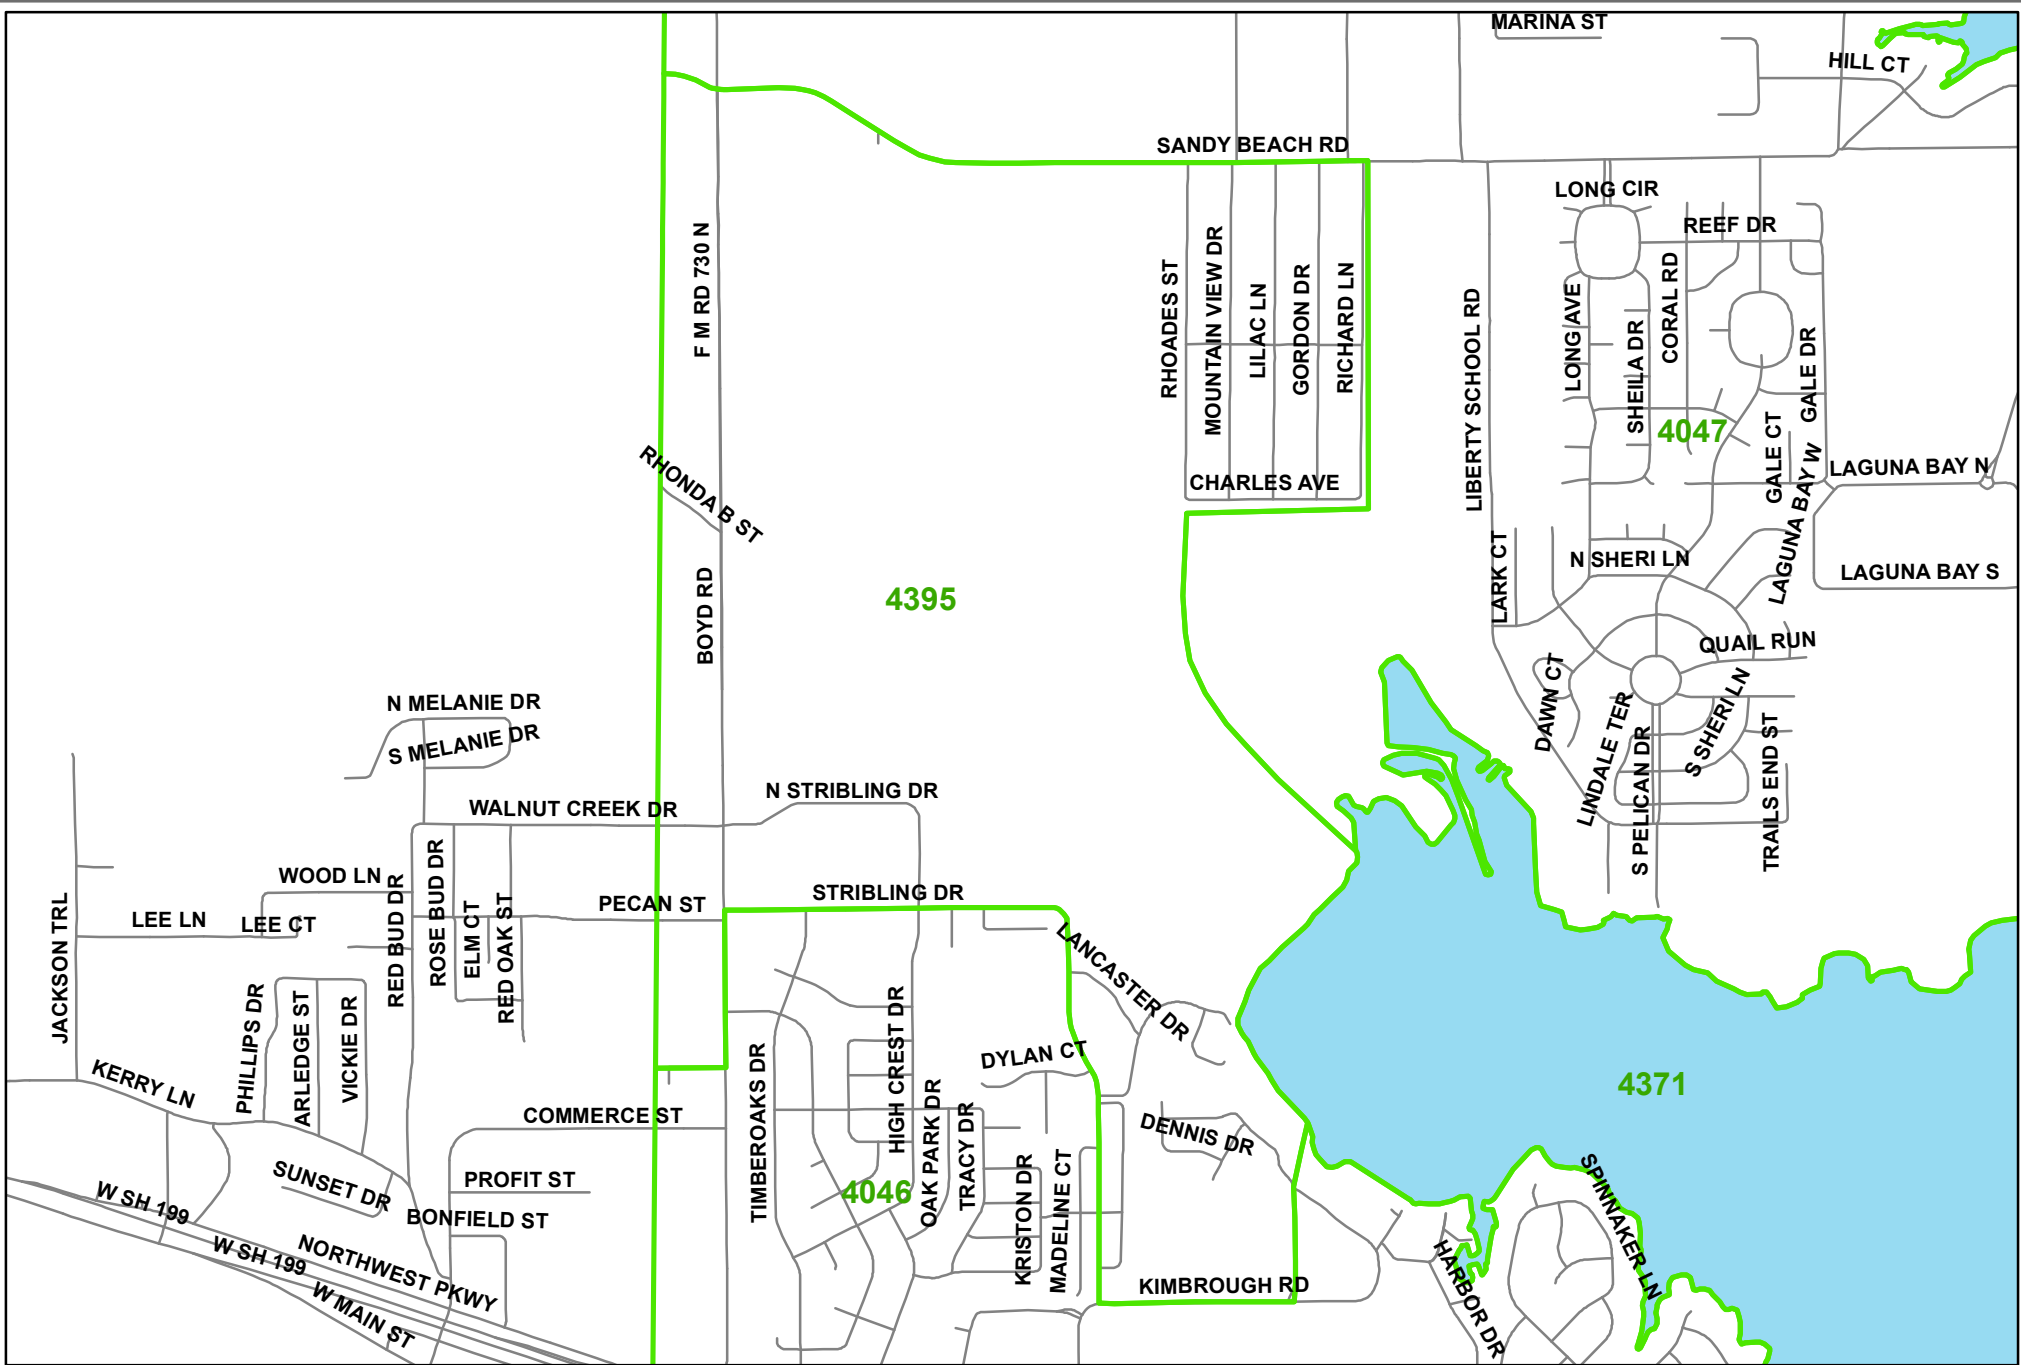 MARINA ST
HILL CT
SANDY BEACH RD
LONG CIR
REEF DR
F M RD 730 N
RHOADES ST
MOUNTAIN VIEW DR
LILAC LN
GORDON DR
RICHARD LN
LIBERTY SCHOOL RD
LONG AVE
SHEILA DR
CORAL RD
GALE DR
4047
GALE CT
LAGUNA BAY W
LAGUNA BAY N
CHARLES AVE
RHONDA B ST
LARK CT
N SHERI LN
LAGUNA BAY S
4395
BOYD RD
QUAIL RUN
DAWN CT
LINDALE TER
S PELICAN DR
S SHERI LN
TRAILS END ST
N MELANIE DR
S MELANIE DR
N STRIBLING DR
WALNUT CREEK DR
WOOD LN
STRIBLING DR
PECAN ST
LEE LN
LEE CT
JACKSON TRL
RED BUD DR
ROSE BUD DR
ELM CT
RED OAK ST
LANCASTER DR
PHILLIPS DR
ARLEDGE ST
VICKIE DR
KERRY LN
HIGH CREST DR
DYLAN CT
4371
COMMERCE ST
TIMBEROAKS DR
OAK PARK DR
TRACY DR
DENNIS DR
SUNSET DR
PROFIT ST
4046
KRISTON DR
MADELINE CT
SPINNAKER LN
W SH 199
BONFIELD ST
W SH 199
NORTHWEST PKWY
W MAIN ST
KIMBROUGH RD
HARBOR DR